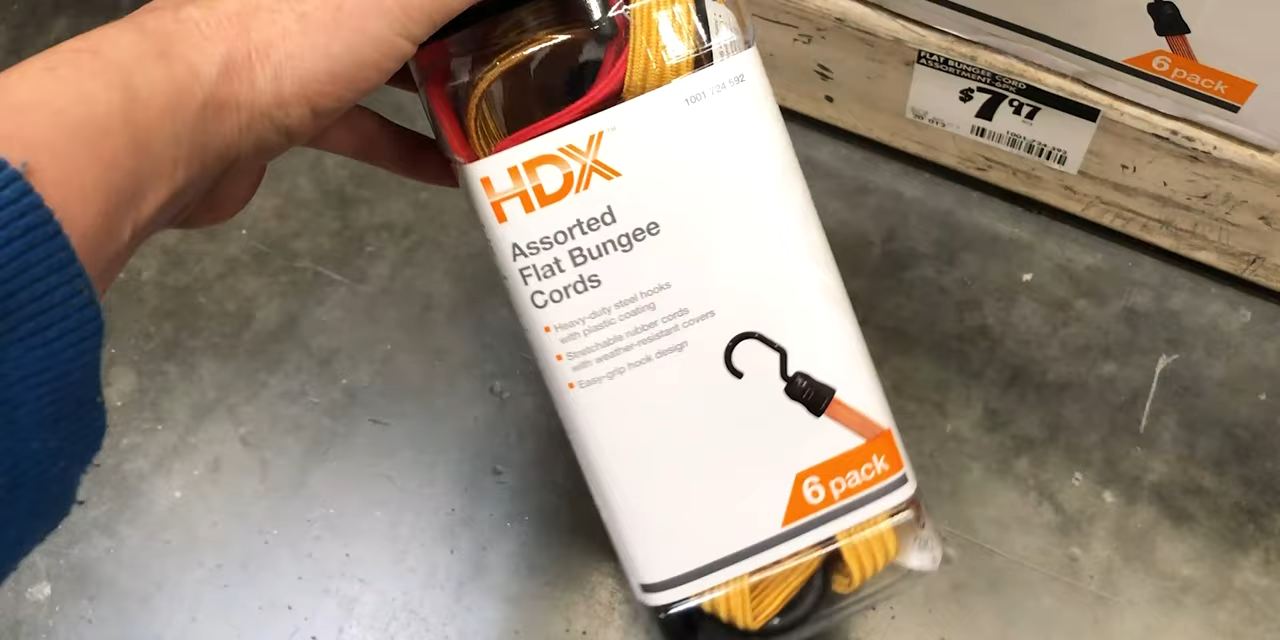 1001 724 592
HDX™
Assorted
Flat Bungee
Cords
Heavy-duty steel hooks
with plastic coating
Stretchable rubber cords
with weather-resistant covers
Easy-grip hook design
6 pack
FLAT BUNGEE CORD
ASSORTMENT-6PK
$7 97
6 pack